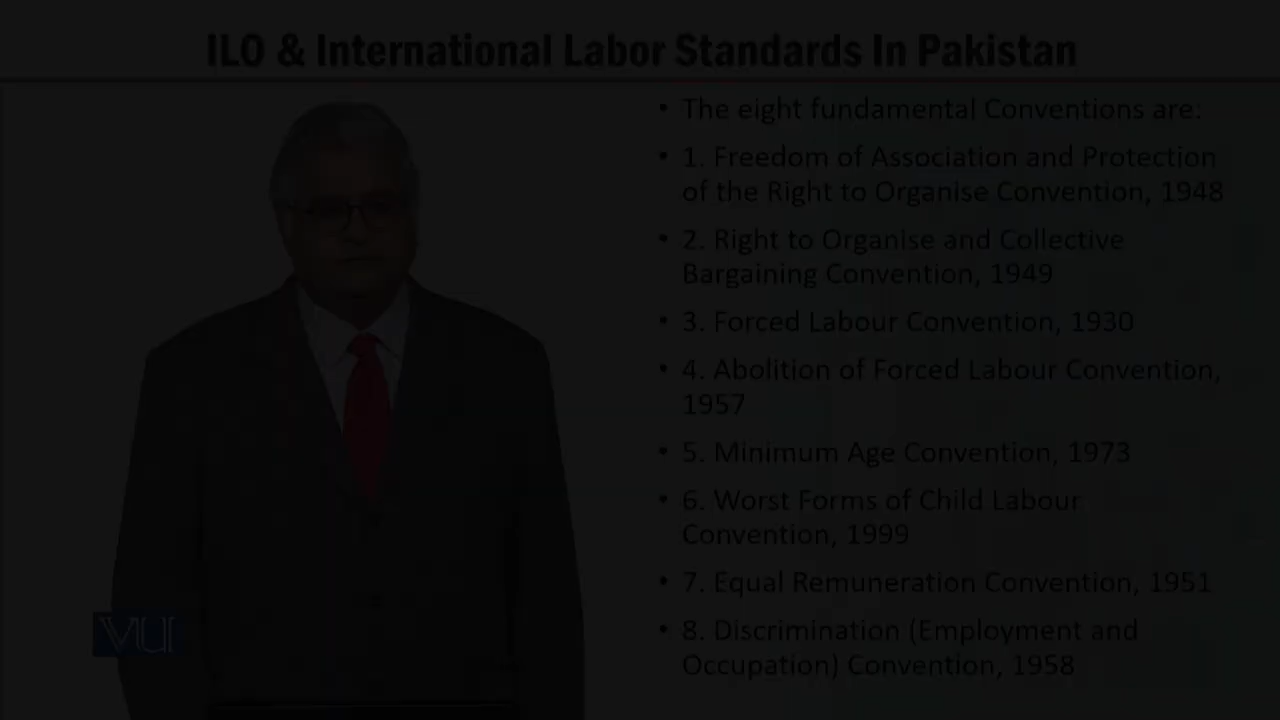 ILO & International Labor Standards In Pakistan
• The eight fundamental Conventions are:
• 1. Freedom of Association and Protection
of the Right to Organise Convention, 1948
• 2. Right to Organise and Collective
Bargaining Convention, 1949
• 3. Forced Labour Convention, 1930
• 4. Abolition of Forced Labour Convention,
1957
• 5. Minimum Age Convention, 1973
• 6. Worst Forms of Child Labour
Convention, 1999
• 7. Equal Remuneration Convention, 1951
• 8. Discrimination (Employment and
Occupation) Convention, 1958
VU